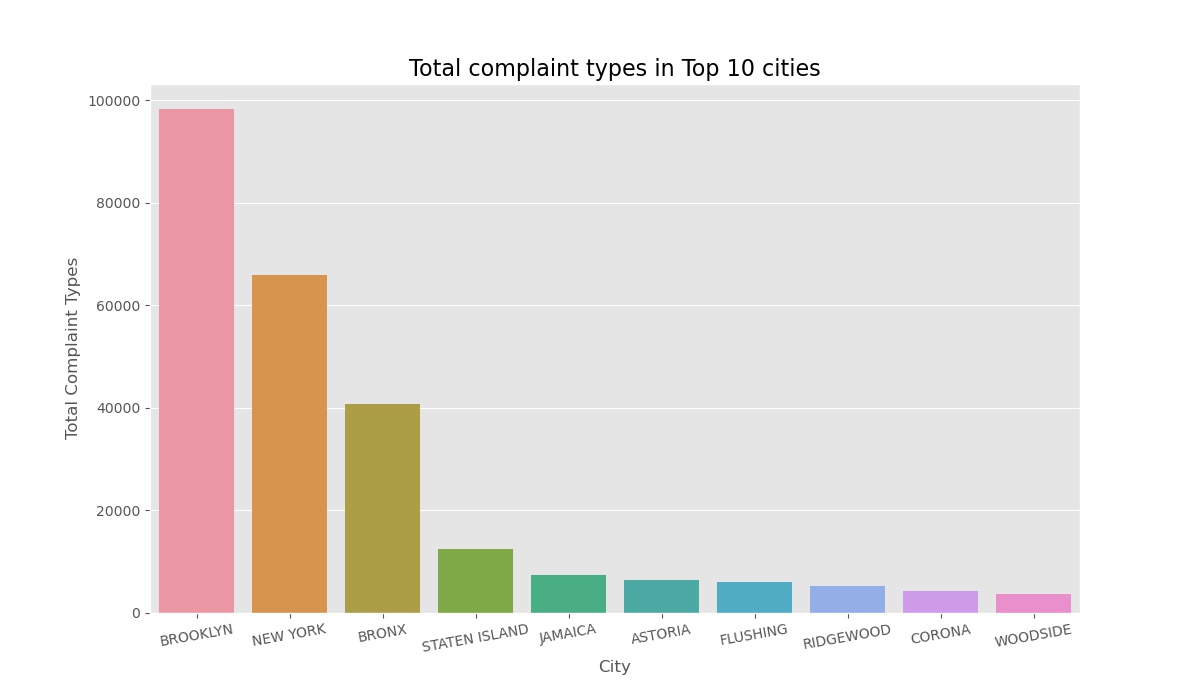 Total complaint types in Top 10 cities
100000
80000
60000
40000
20000
0
Total Complaint Types
BROOKLYN
NEW YORK
BRONX
STATEN ISLAND
JAMAICA
ASTORIA
FLUSHING
RIDGEWOOD
CORONA
WOODSIDE
City